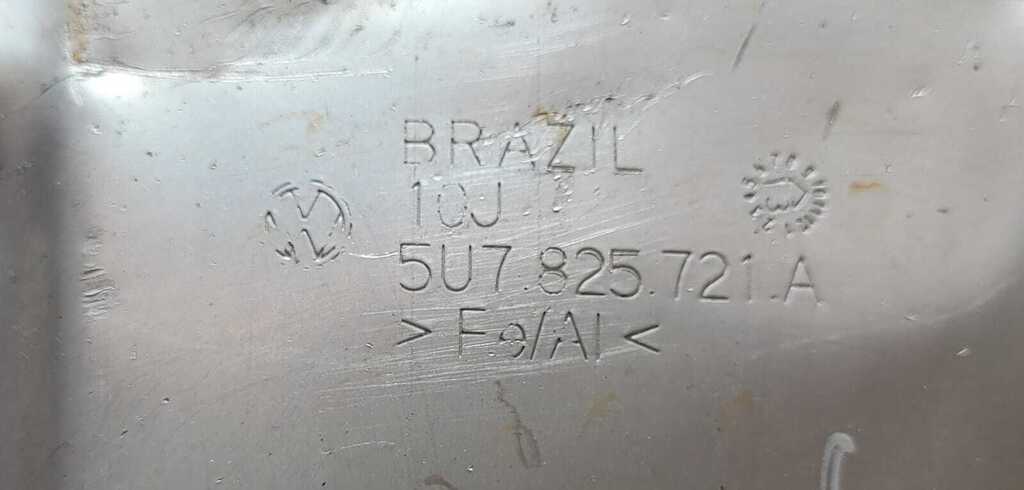 BRAZIL
10J
5U7.825.721.A
>Fe/Al<